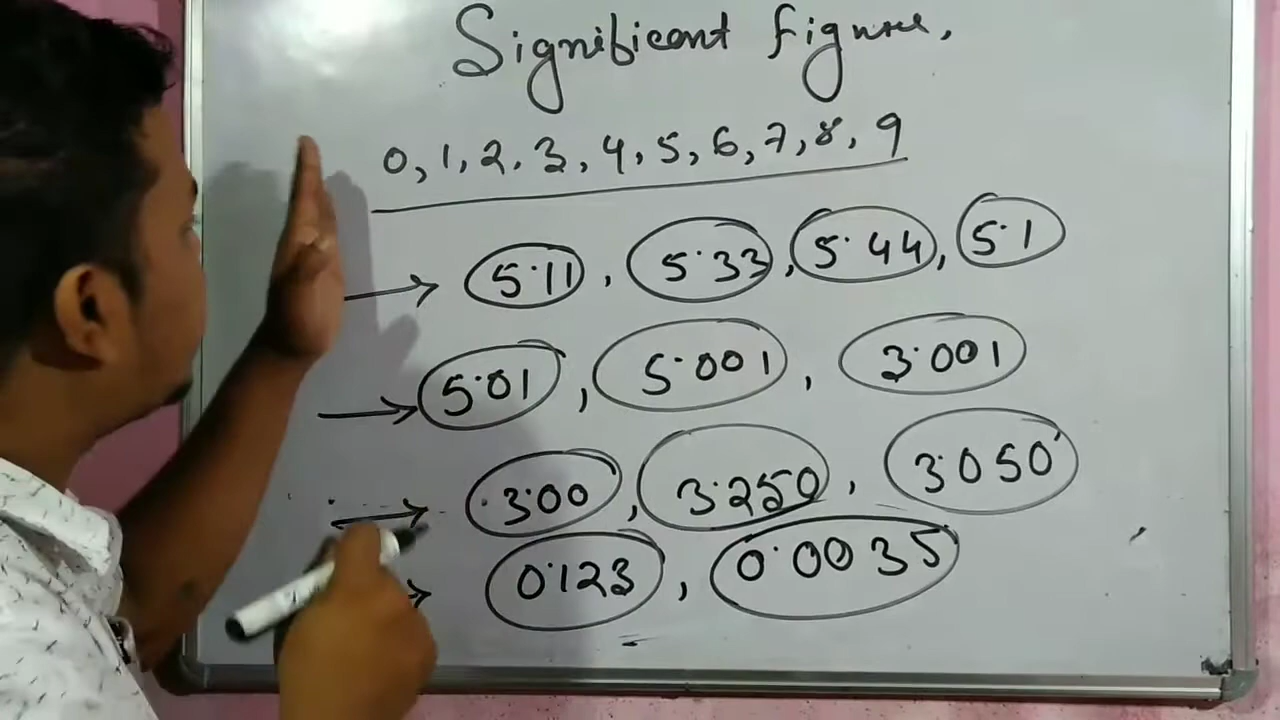 Significant figure.
0, 1, 2, 3, 4, 5, 6, 7, 8, 9
→ 5·11, 5·33, 5·44, 5·1
→ 5·01, 5·001, 3·001
→ 3·00, 3·250, 3·050
→ 0·123, 0·0035